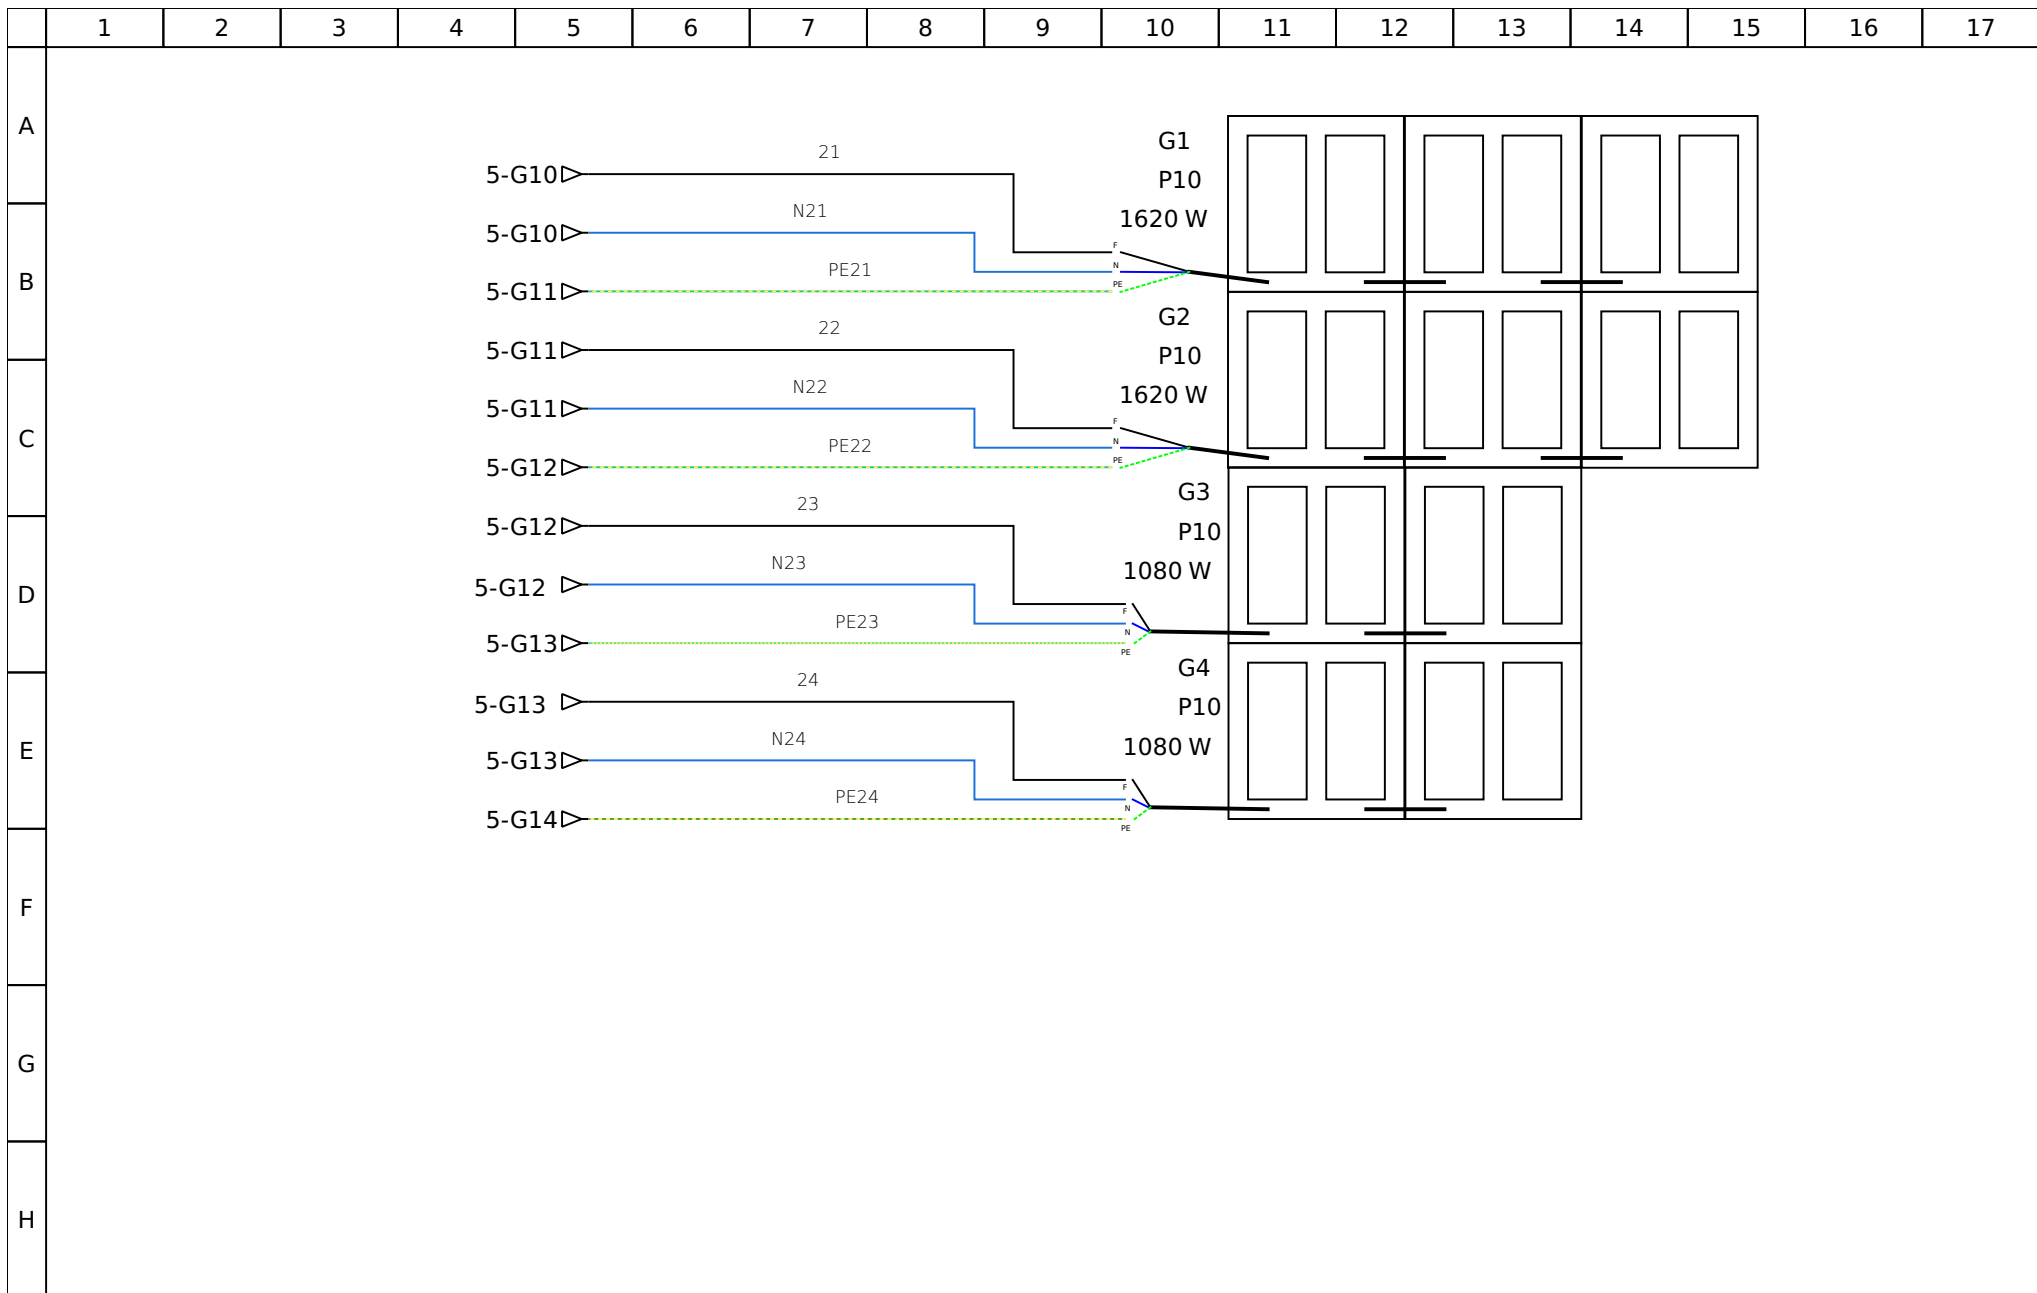 1 2 3 4 5 6 7 8 9 10 11 12 13 14 15 16 17
A
G1
21
5-G10
P10
N21
1620 W
5-G10
F
N
PE21
B
PE
5-G11
G2
22
5-G11
P10
N22
1620 W
5-G11
F
C
N
PE22
PE
5-G12
G3
23
5-G12
P10
N23
1080 W
5-G12
D
F
PE23
N
5-G13
PE
G4
24
5-G13
P10
N24
1080 W
E
5-G13
F
PE24
N
5-G14
PE
F
G
H